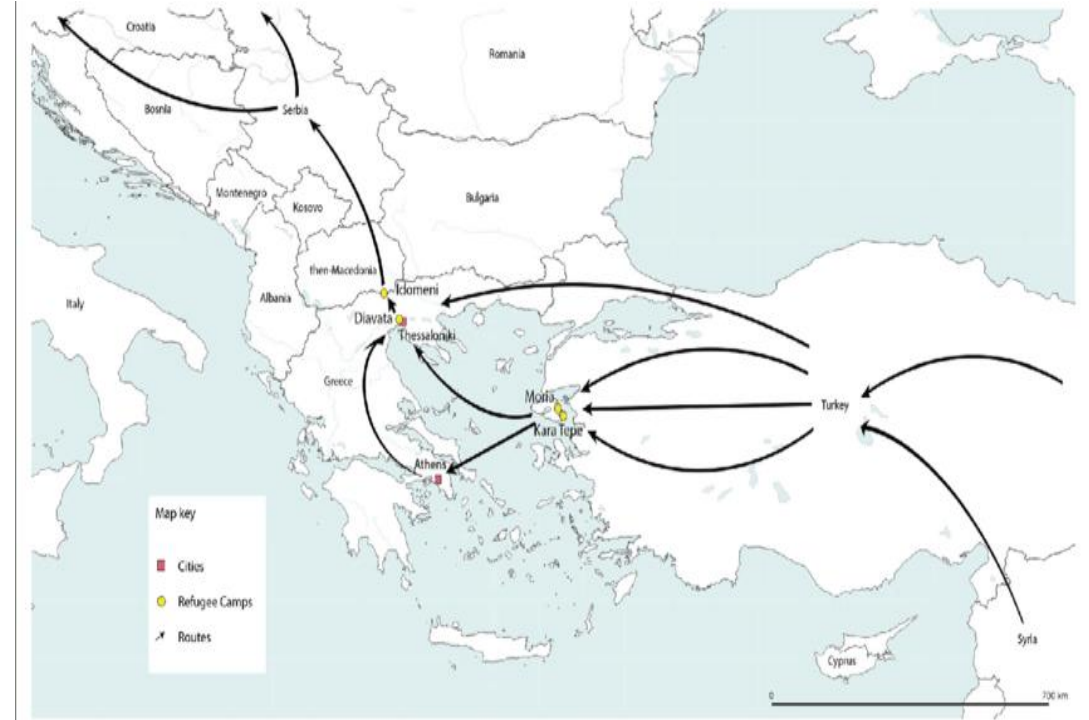 Croatia
Romania
Bosnia
Serbia
Montenegro
Kosovo
Bulgaria
then-Macedonia
Idomeni
Albania
Italy
Diavata
Thessaloniki
Greece
Moria
Turkey
Kara Tepe
Athens
Map key
Cities
Refugee Camps
Routes
Syria
Cyprus
0
700 km